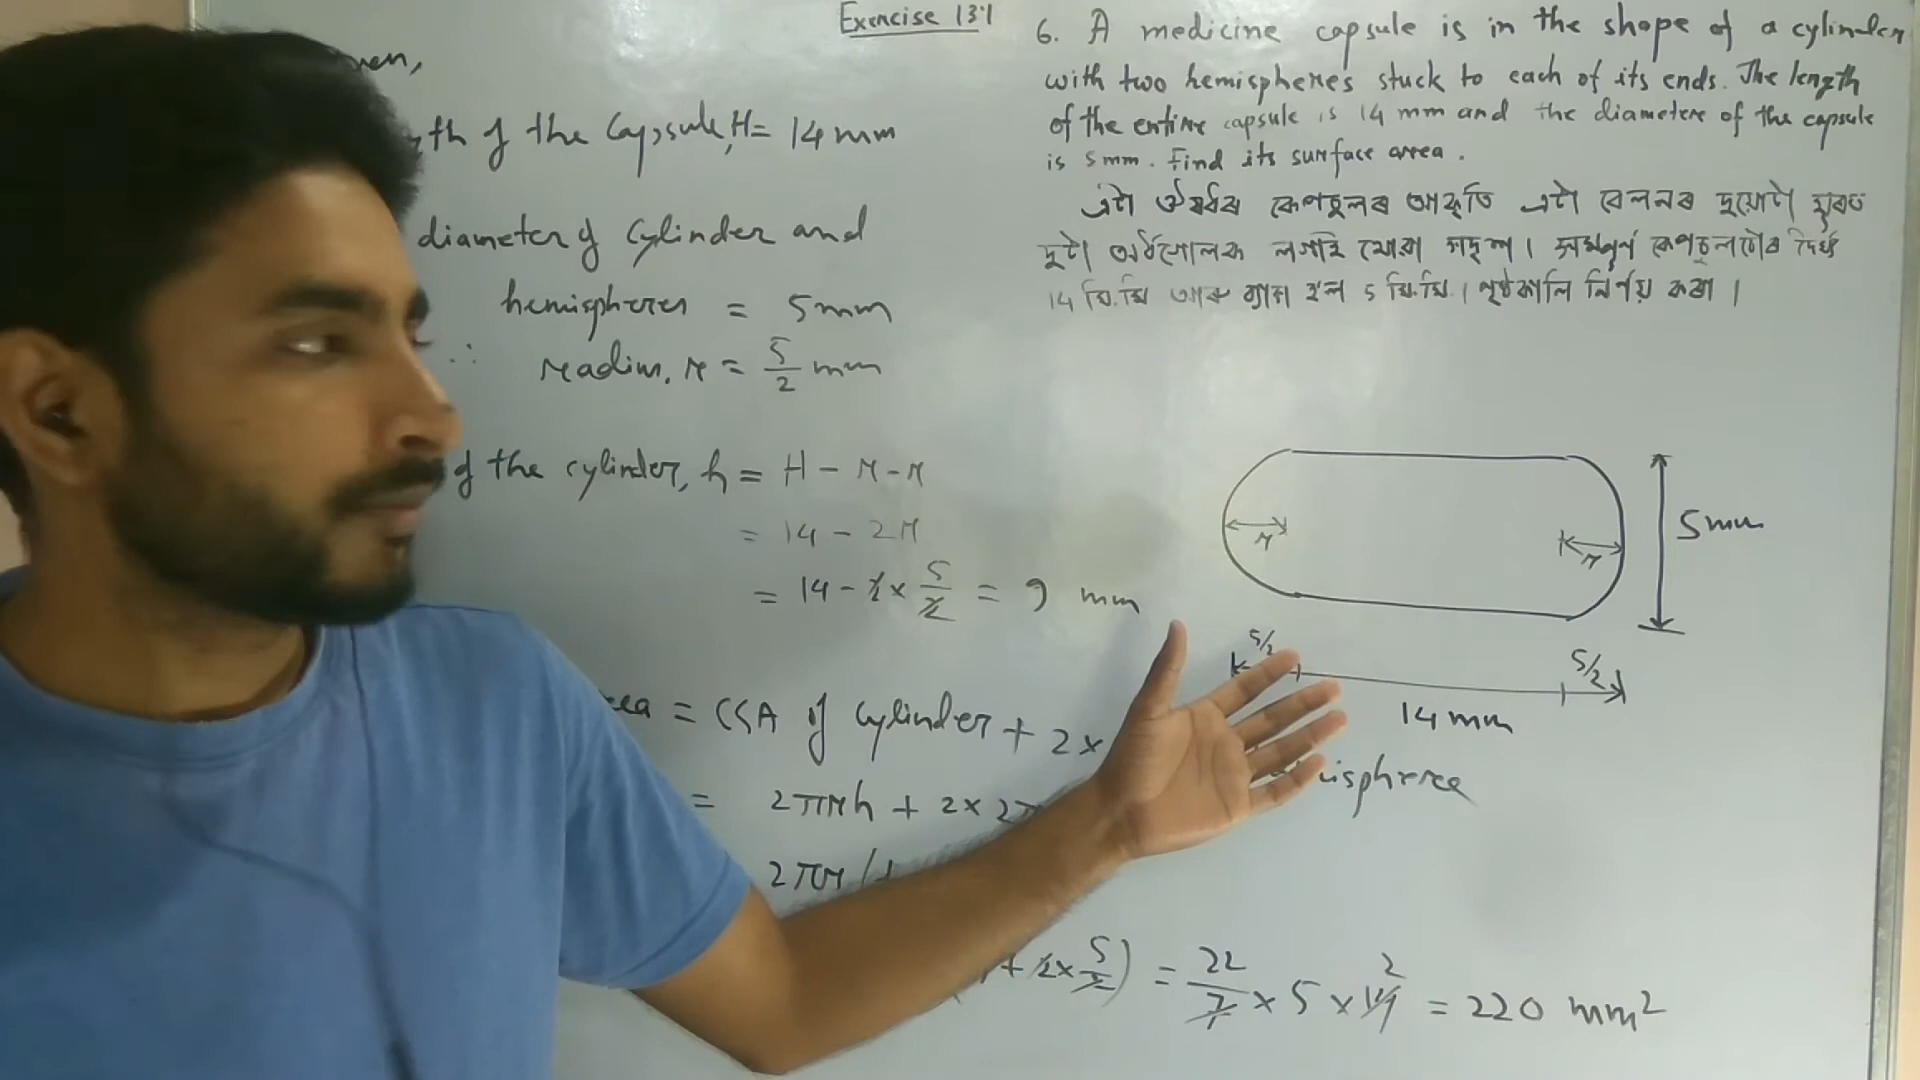 Exercise 13.1
6. A medicine capsule is in the shape of a cylinder
with two hemispheres stuck to each of its ends. The length
of the entire capsule is 14 mm and the diameter of the capsule
is 5mm. Find its surface area.
এটা ঔষধৰ কেপচুলৰ আকৃতি এটা বেলনৰ দুয়োটা মূৰত
দুটা অৰ্ধগোলক লগাই থোৱা সদৃশ। সম্পূৰ্ণ কেপচুলটোৰ দৈৰ্ঘ্য
14 মি.মি আৰু ব্যাস হ'ল 5 মি.মি.। পৃষ্ঠকালি নিৰ্ণয় কৰা।
of the Capsule, H= 14 mm
diameter of cylinder and
hemispheres = 5mm
∴ radius, r = 5/2 mm
of the cylinder, h = H - r - r
= 14 - 2r
= 14 - 2 × 5/2 = 9 mm
= CSA of cylinder + 2×
= 2πrh + 2×2π
2πr
+ 2×5/2) = 22/7 × 5 × 14 2 = 220 mm²
r
r
5mm
5/2
5/2
14 mm